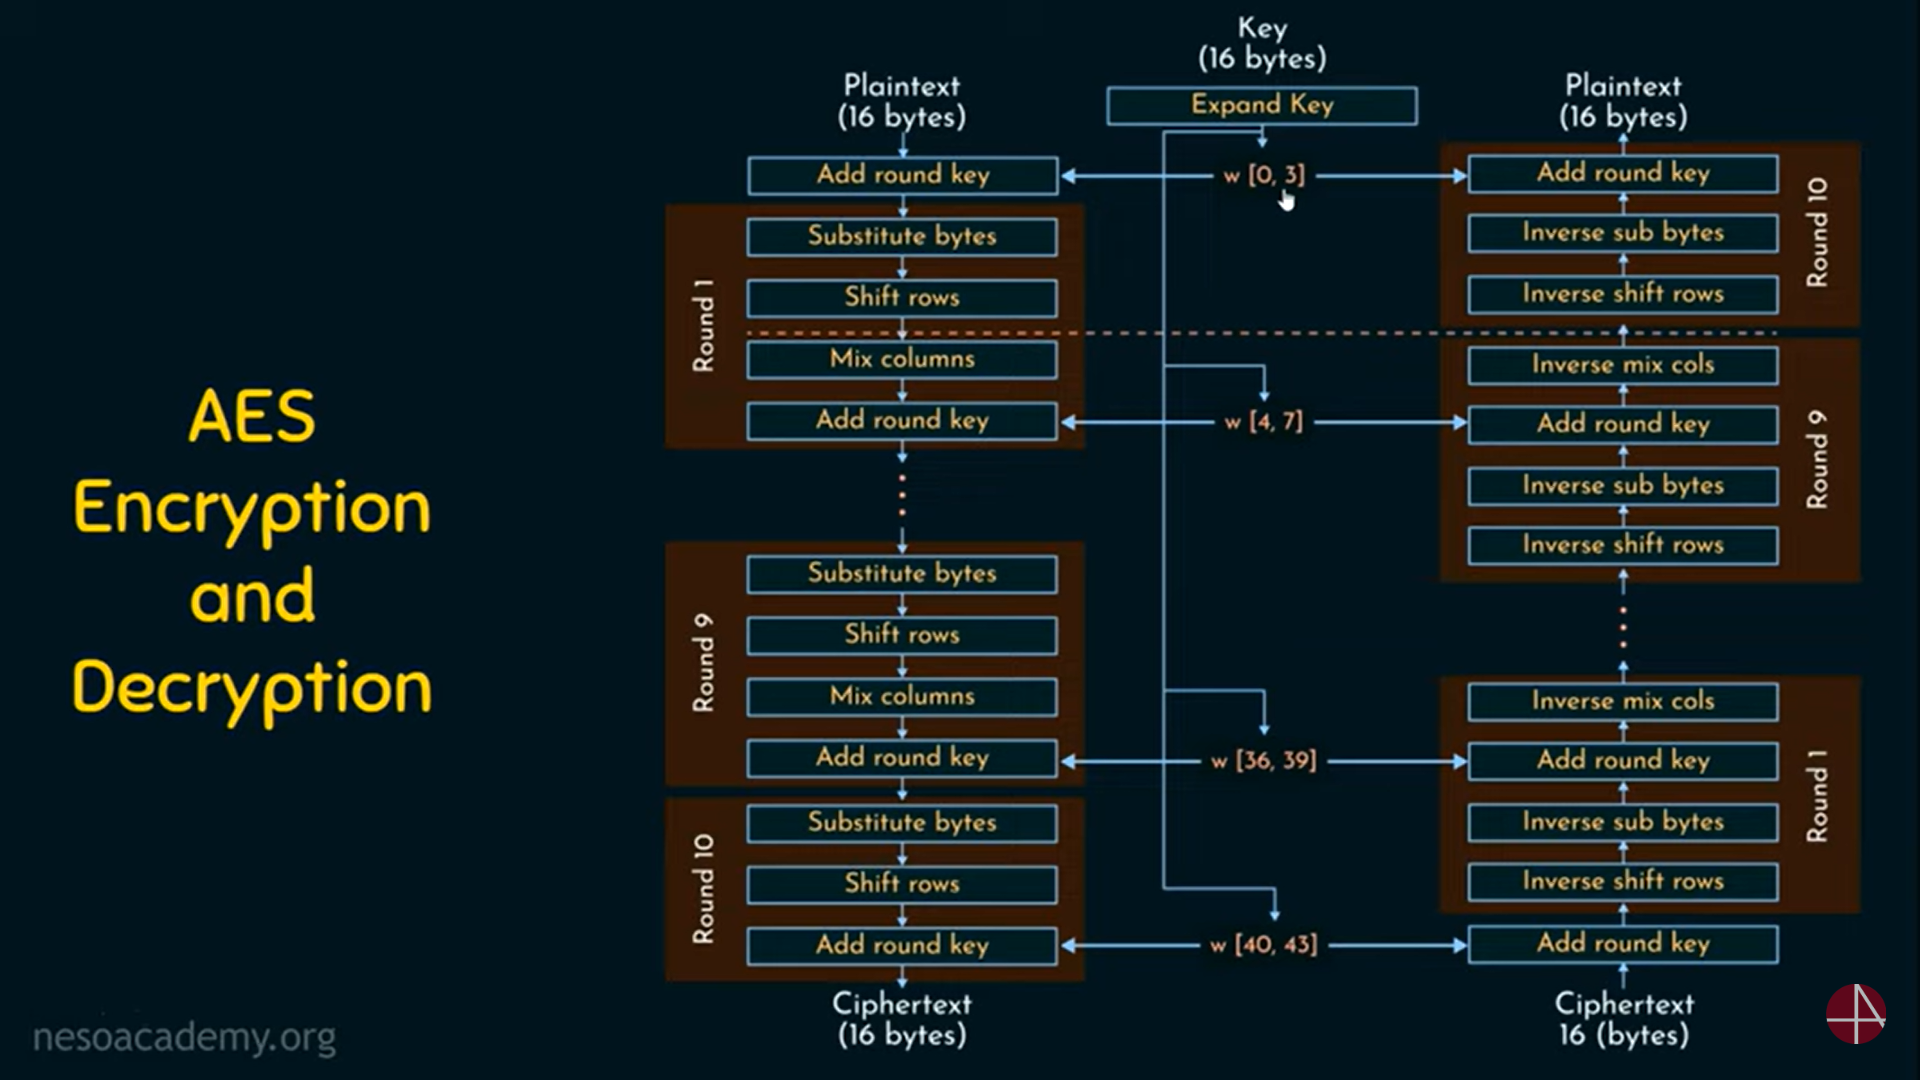 AES
Encryption
and
Decryption
Plaintext
(16 bytes)
Add round key
Round 1
Substitute bytes
Shift rows
Mix columns
Add round key
Round 9
Substitute bytes
Shift rows
Mix columns
Add round key
Round 10
Substitute bytes
Shift rows
Add round key
Ciphertext
(16 bytes)
Key
(16 bytes)
Expand Key
w [0, 3]
w [4, 7]
w [36, 39]
w [40, 43]
Plaintext
(16 bytes)
Add round key
Inverse sub bytes
Inverse shift rows
Round 10
Inverse mix cols
Add round key
Inverse sub bytes
Inverse shift rows
Round 9
Inverse mix cols
Add round key
Inverse sub bytes
Inverse shift rows
Round 1
Add round key
Ciphertext
16 (bytes)
nesoacademy.org